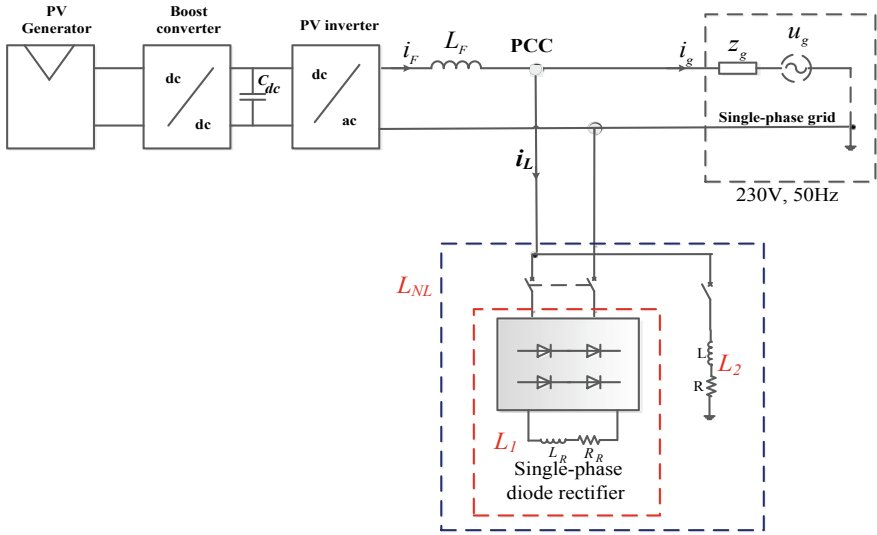 PV
Generator
Boost
converter
PV inverter
dc
dc
C_dc
dc
ac
i_F
L_F
PCC
i_g
z_g
u_g
Single-phase grid
230V, 50Hz
i_L
L_NL
L
R
L_2
L_1
L_R
R_R
Single-phase
diode rectifier